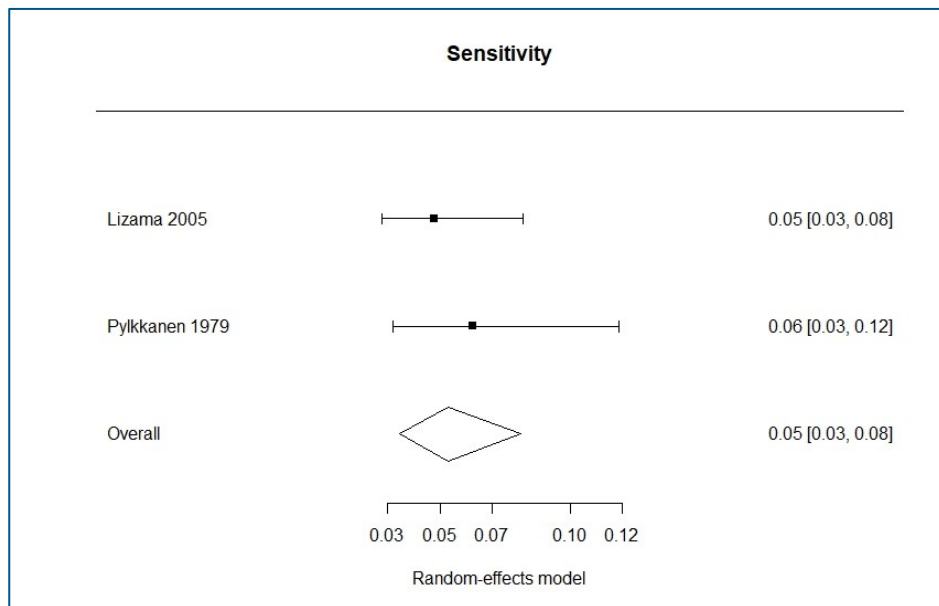 Sensitivity
Lizama 2005 0.05 [0.03, 0.08]
Pylkkanen 1979 0.06 [0.03, 0.12]
Overall 0.05 [0.03, 0.08]
0.03 0.05 0.07 0.10 0.12
Random-effects model